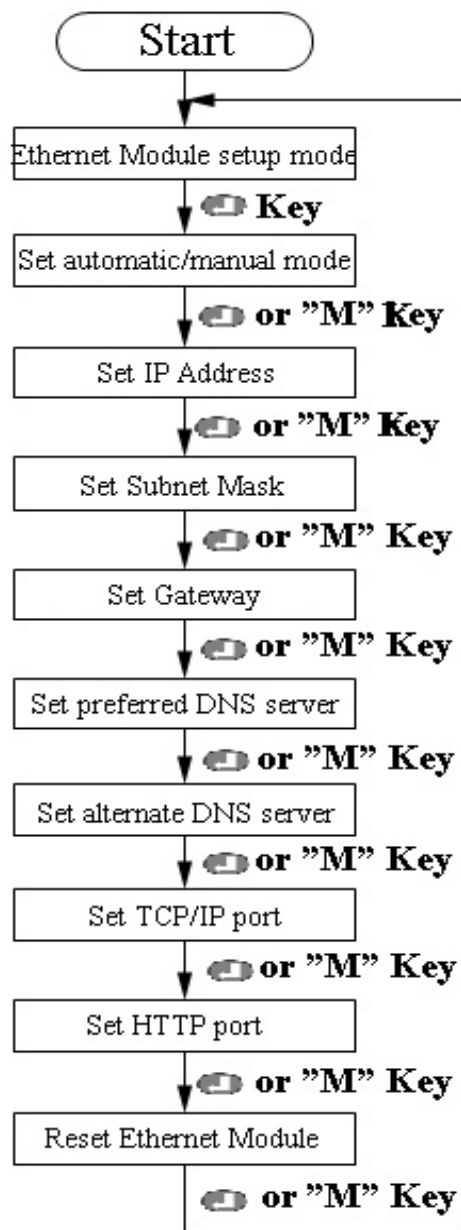 Start
Ethernet Module setup mode
Key
Set automatic/manual mode
or ”M” Key
Set IP Address
or ”M” Key
Set Subnet Mask
or ”M” Key
Set Gateway
or ”M” Key
Set preferred DNS server
or ”M” Key
Set alternate DNS server
or ”M” Key
Set TCP/IP port
or ”M” Key
Set HTTP port
or ”M” Key
Reset Ethernet Module
or ”M” Key